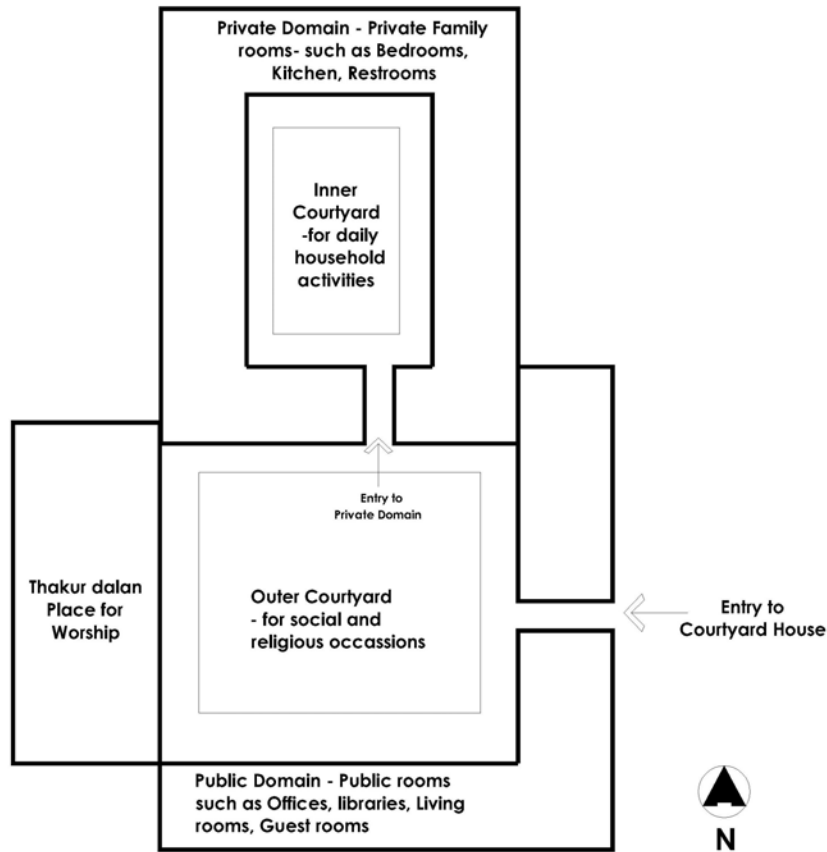 Private Domain - Private Family
rooms- such as Bedrooms,
Kitchen, Restrooms
Inner
Courtyard
-for daily
household
activities
Entry to
Private Domain
Thakur dalan
Place for
Worship
Outer Courtyard
- for social and
religious occassions
Entry to
Courtyard House
Public Domain - Public rooms
such as Offices, libraries, Living
rooms, Guest rooms
N